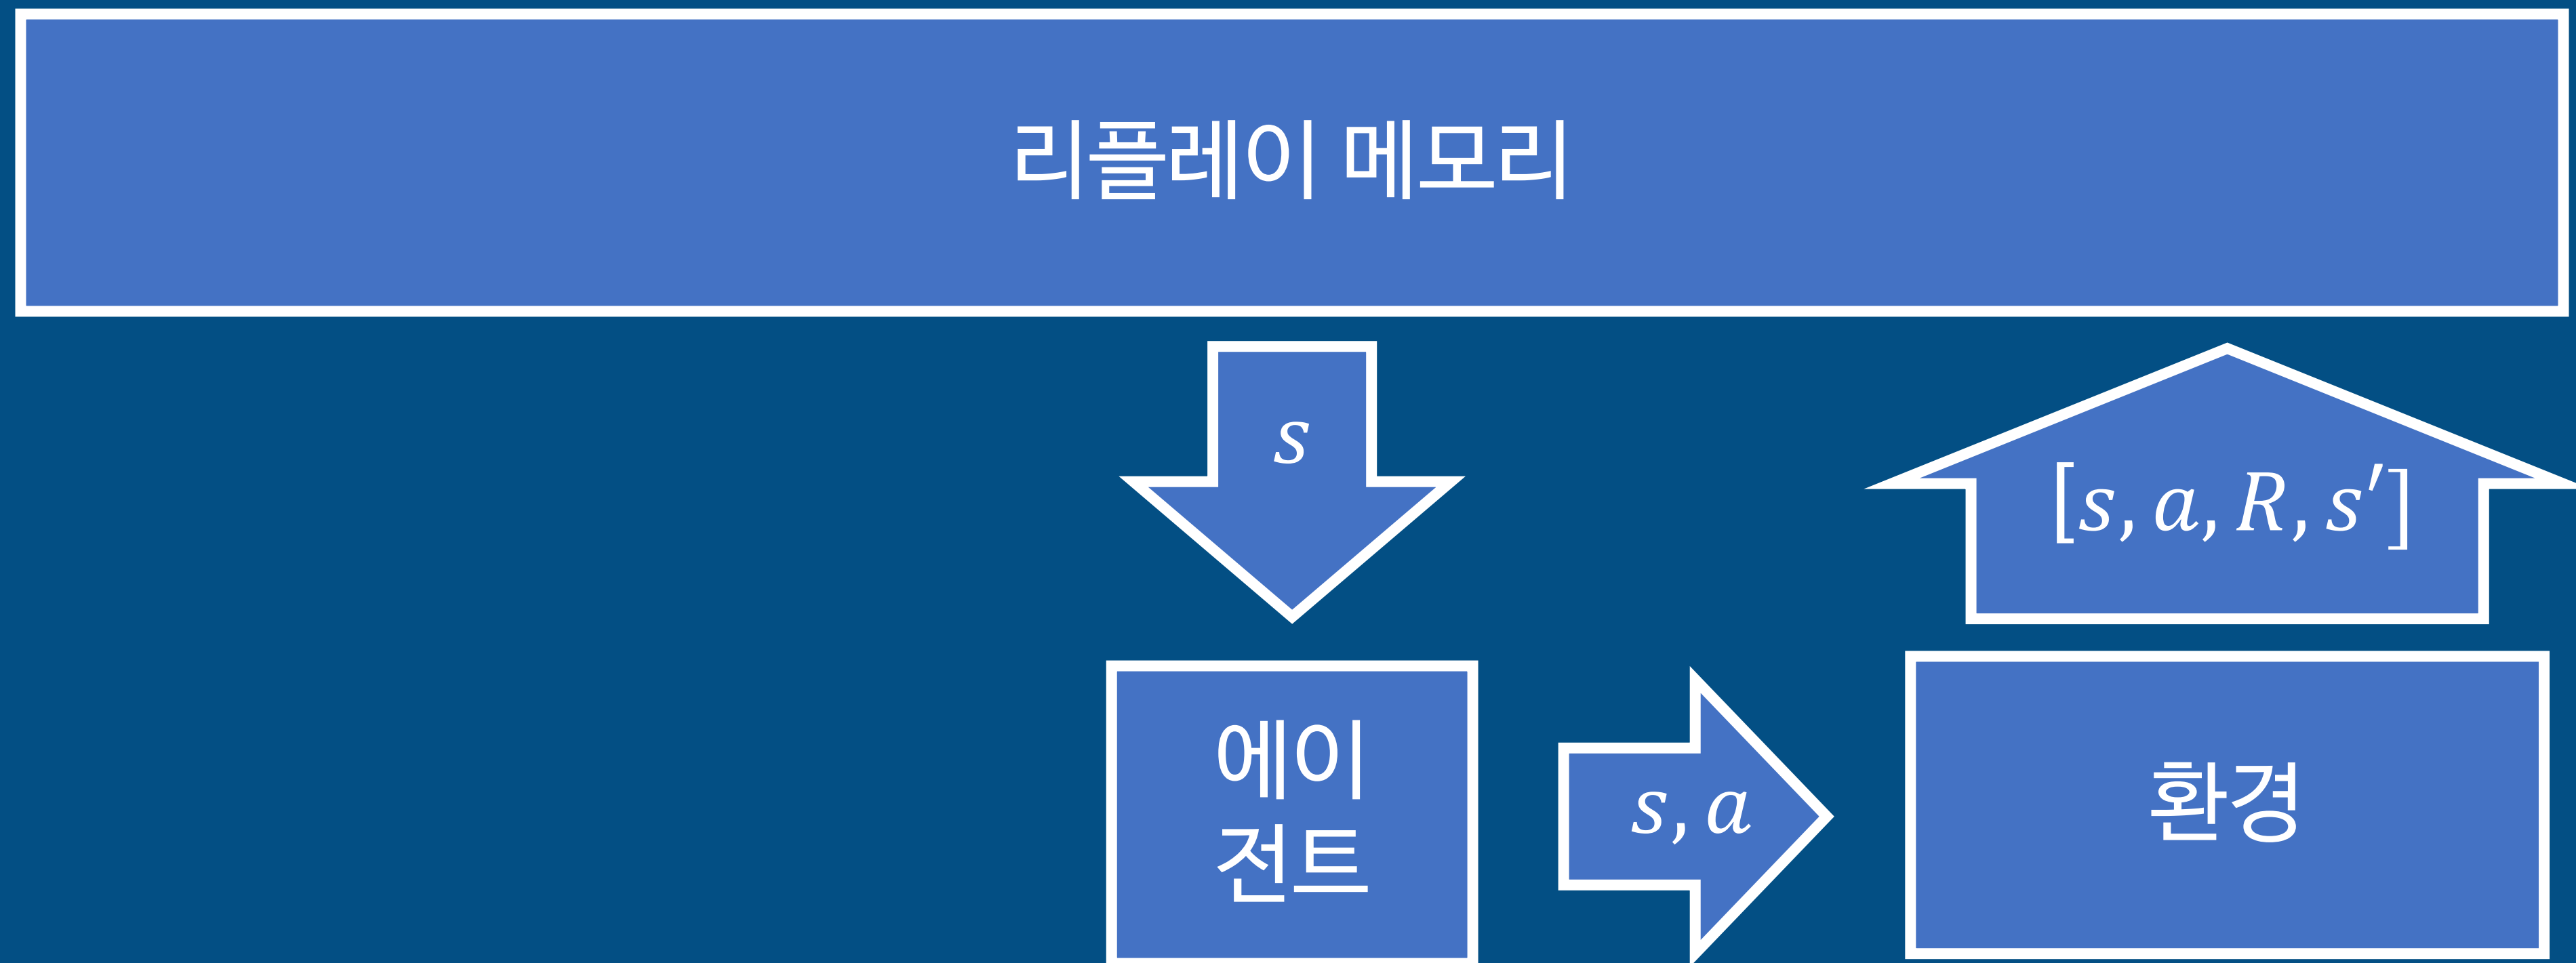 리플레이 메모리
s
[s, a, R, s′]
에이
전트
s, a
환경